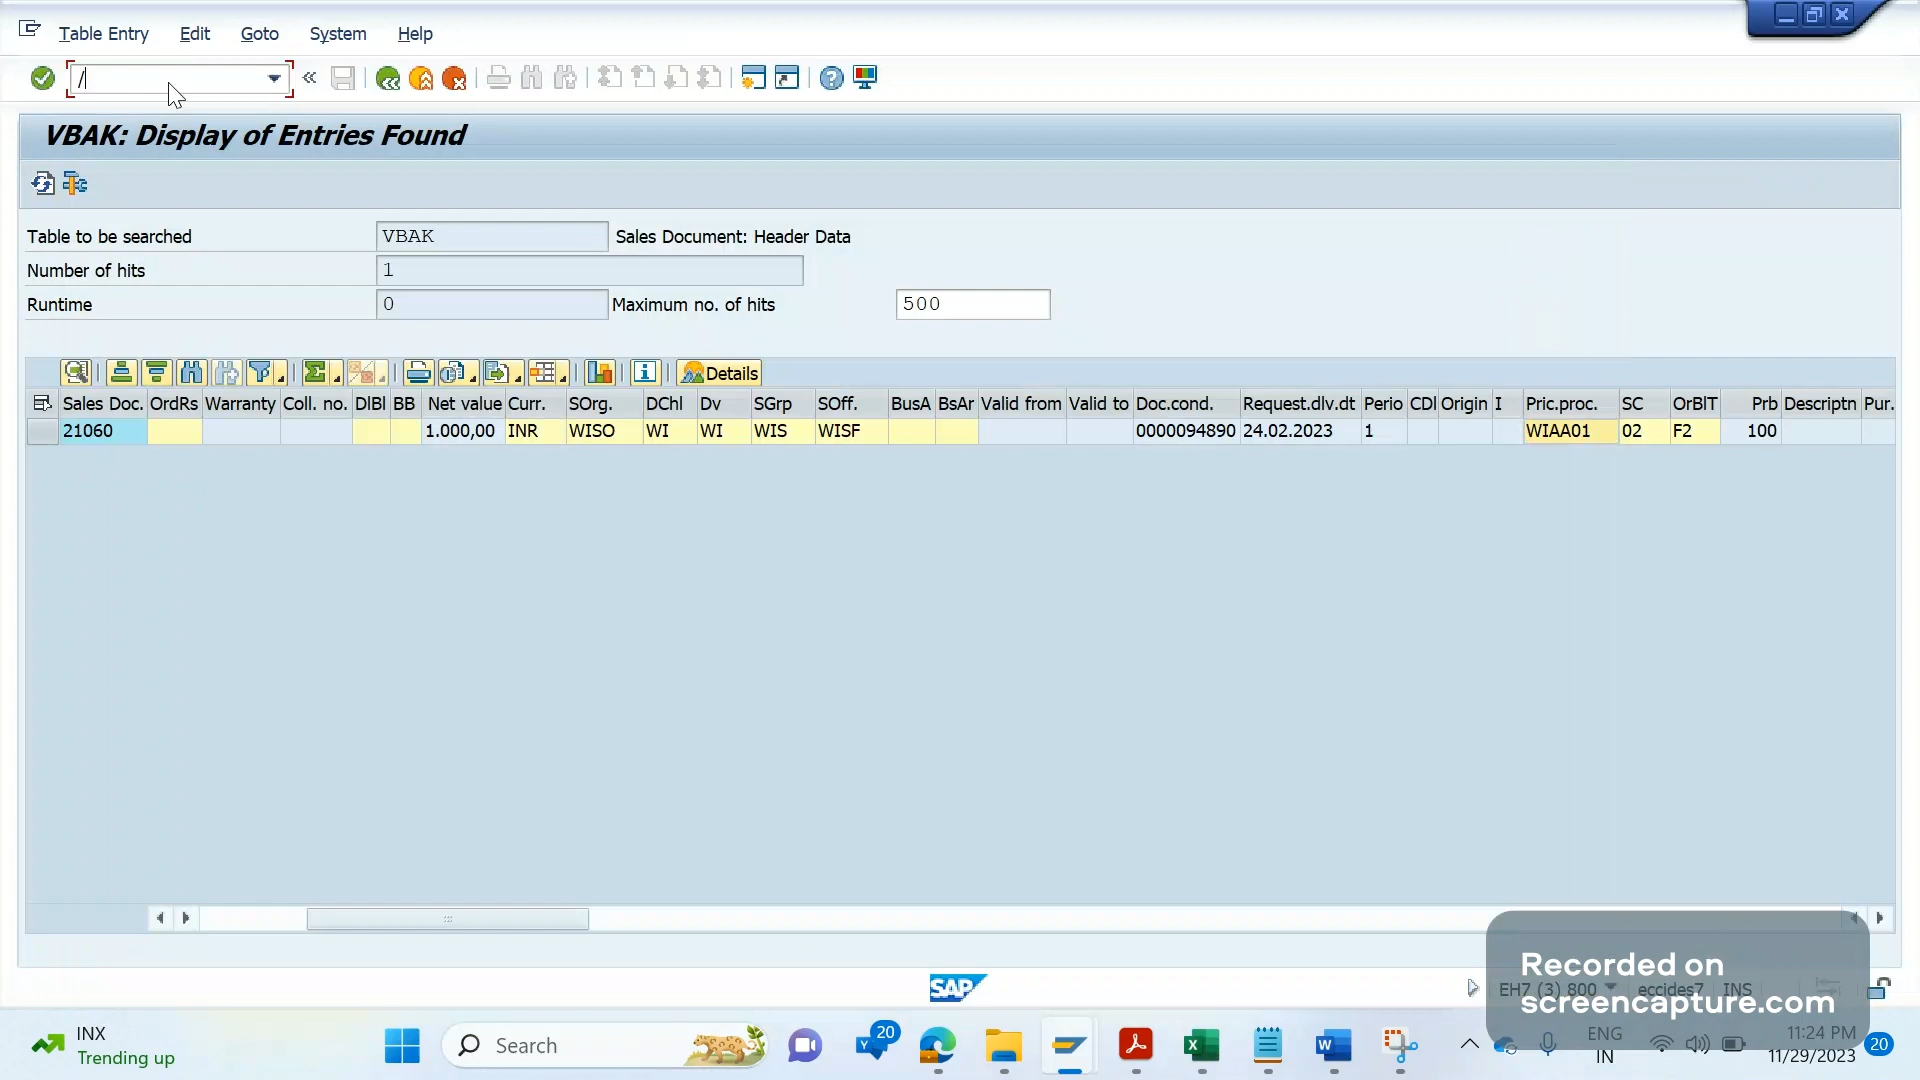 Table Entry Edit Goto System Help
/
VBAK: Display of Entries Found
Table to be searched VBAK Sales Document: Header Data
Number of hits 1
Runtime 0 Maximum no. of hits 500
Details
Sales Doc. OrdRs Warranty Coll. no. DlBl BB Net value Curr. SOrg. DChl Dv SGrp SOff. BusA BsAr Valid from Valid to Doc.cond. Request.dlv.dt Perio CDl Origin I Pric.proc. SC OrBlT Prb Descriptn Pur.
21060 1.000,00 INR WISO WI WI WIS WISF 0000094890 24.02.2023 1 WIAA01 02 F2 100
SAP
EH7 (3) 800 eccides7 INS
Recorded on
screencapture.com
INX
Trending up
Search
20
ENG
IN
11:24 PM
11/29/2023
20